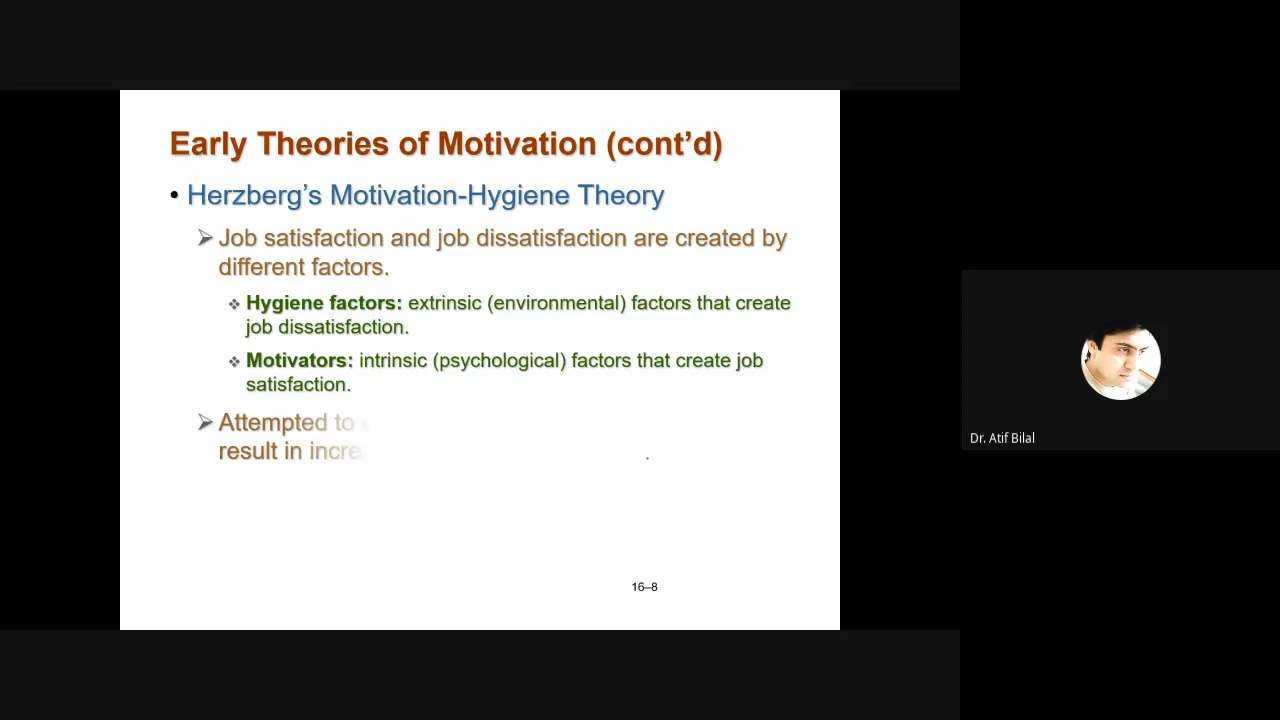 Early Theories of Motivation (cont’d)
• Herzberg’s Motivation-Hygiene Theory
Job satisfaction and job dissatisfaction are created by
different factors.
Hygiene factors: extrinsic (environmental) factors that create
job dissatisfaction.
Motivators: intrinsic (psychological) factors that create job
satisfaction.
Attempted to
result in
16–8
Dr. Atif Bilal